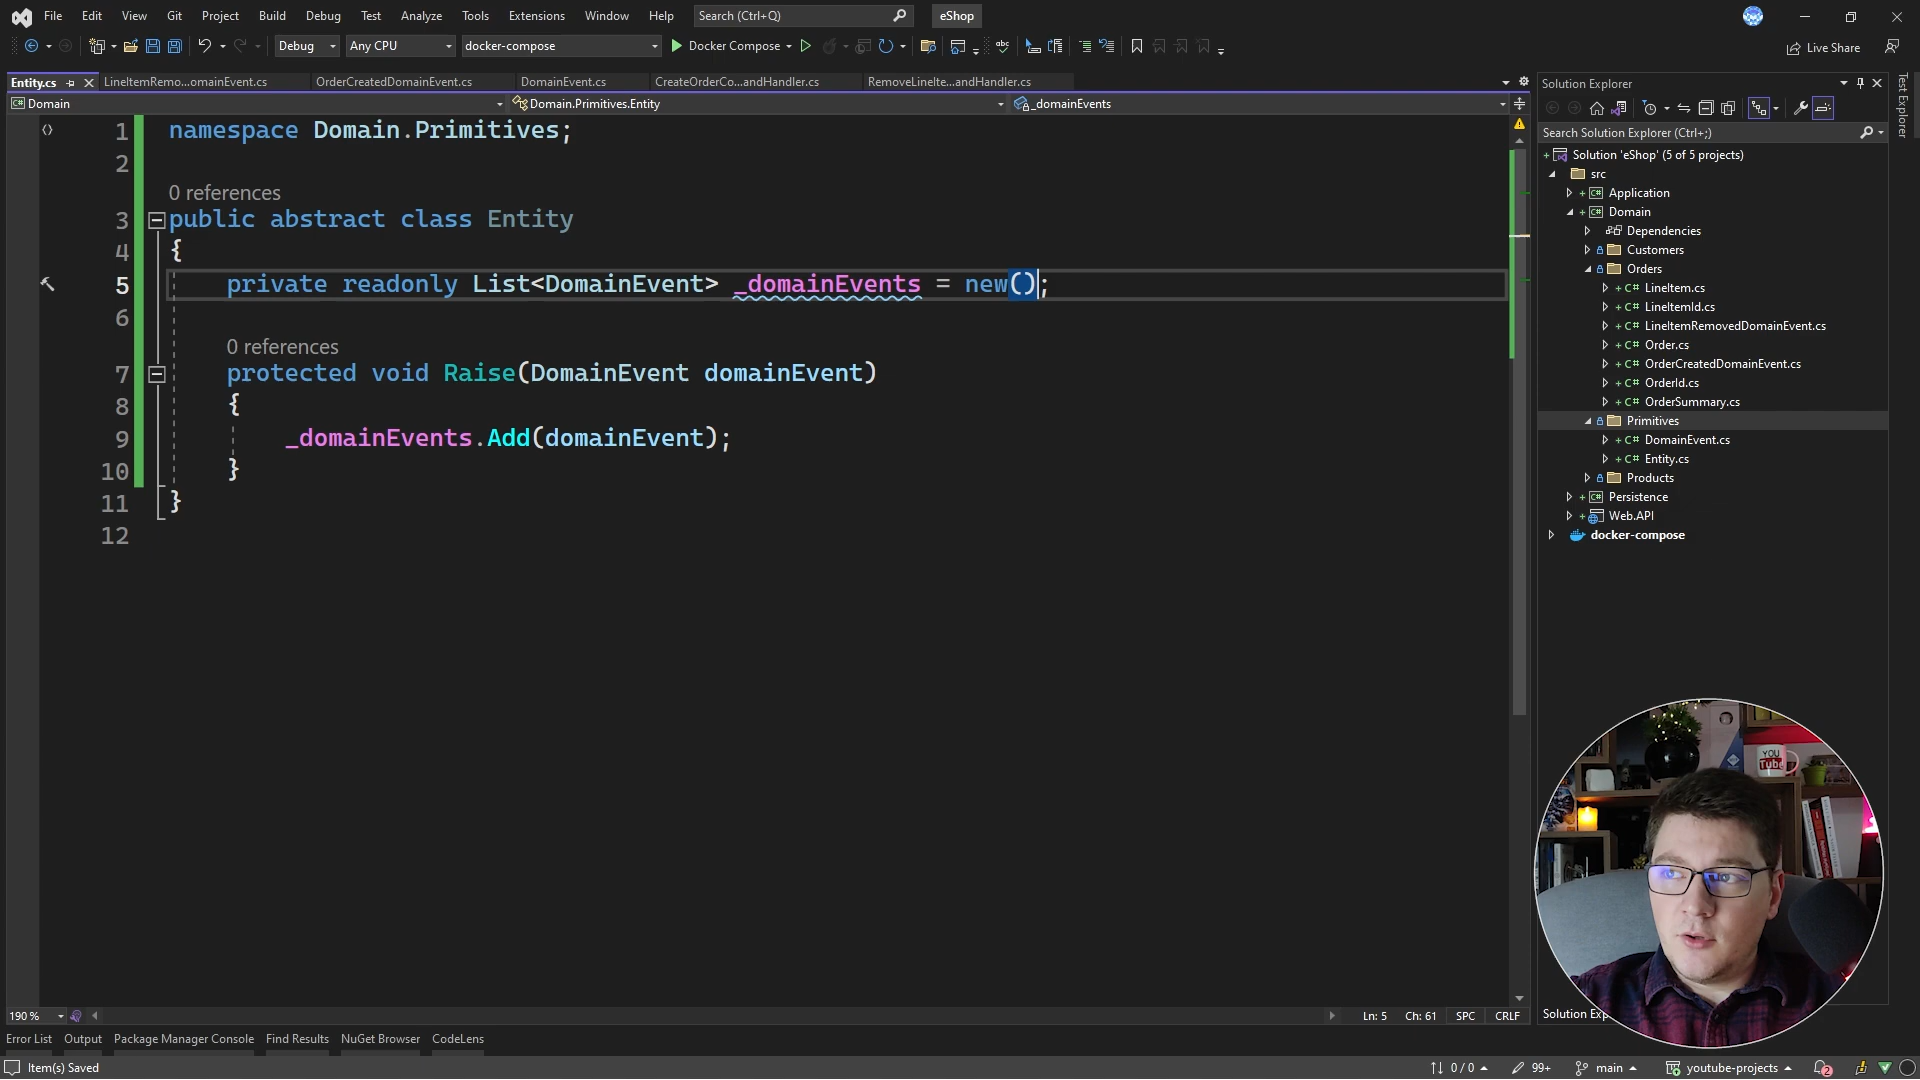 File Edit View Git Project Build Debug Test Analyze Tools Extensions Window Help Search (Ctrl+Q) eShop
Debug Any CPU docker-compose Docker Compose Live Share
Entity.cs LineItemRemo...omainEvent.cs OrderCreatedDomainEvent.cs DomainEvent.cs CreateOrderCo...andHandler.cs RemoveLineIte...andHandler.cs
Domain Domain.Primitives.Entity _domainEvents
1 namespace Domain.Primitives;
2
0 references
3 public abstract class Entity
4 {
5 private readonly List<DomainEvent> _domainEvents = new();
6
0 references
7 protected void Raise(DomainEvent domainEvent)
8 {
9 _domainEvents.Add(domainEvent);
10 }
11 }
12
190 % Ln: 5 Ch: 61 SPC CRLF
Error List Output Package Manager Console Find Results NuGet Browser CodeLens
Item(s) Saved 0 / 0 99+ main youtube-projects 2
Solution Explorer
Search Solution Explorer (Ctrl+;)
Solution 'eShop' (5 of 5 projects)
src
C# Application
C# Domain
Dependencies
Customers
Orders
C# LineItem.cs
C# LineItemId.cs
C# LineItemRemovedDomainEvent.cs
C# Order.cs
C# OrderCreatedDomainEvent.cs
C# OrderId.cs
C# OrderSummary.cs
Primitives
C# DomainEvent.cs
C# Entity.cs
Products
C# Persistence
Web.API
docker-compose
Solution Exp
Test Explorer
YOU
Tube